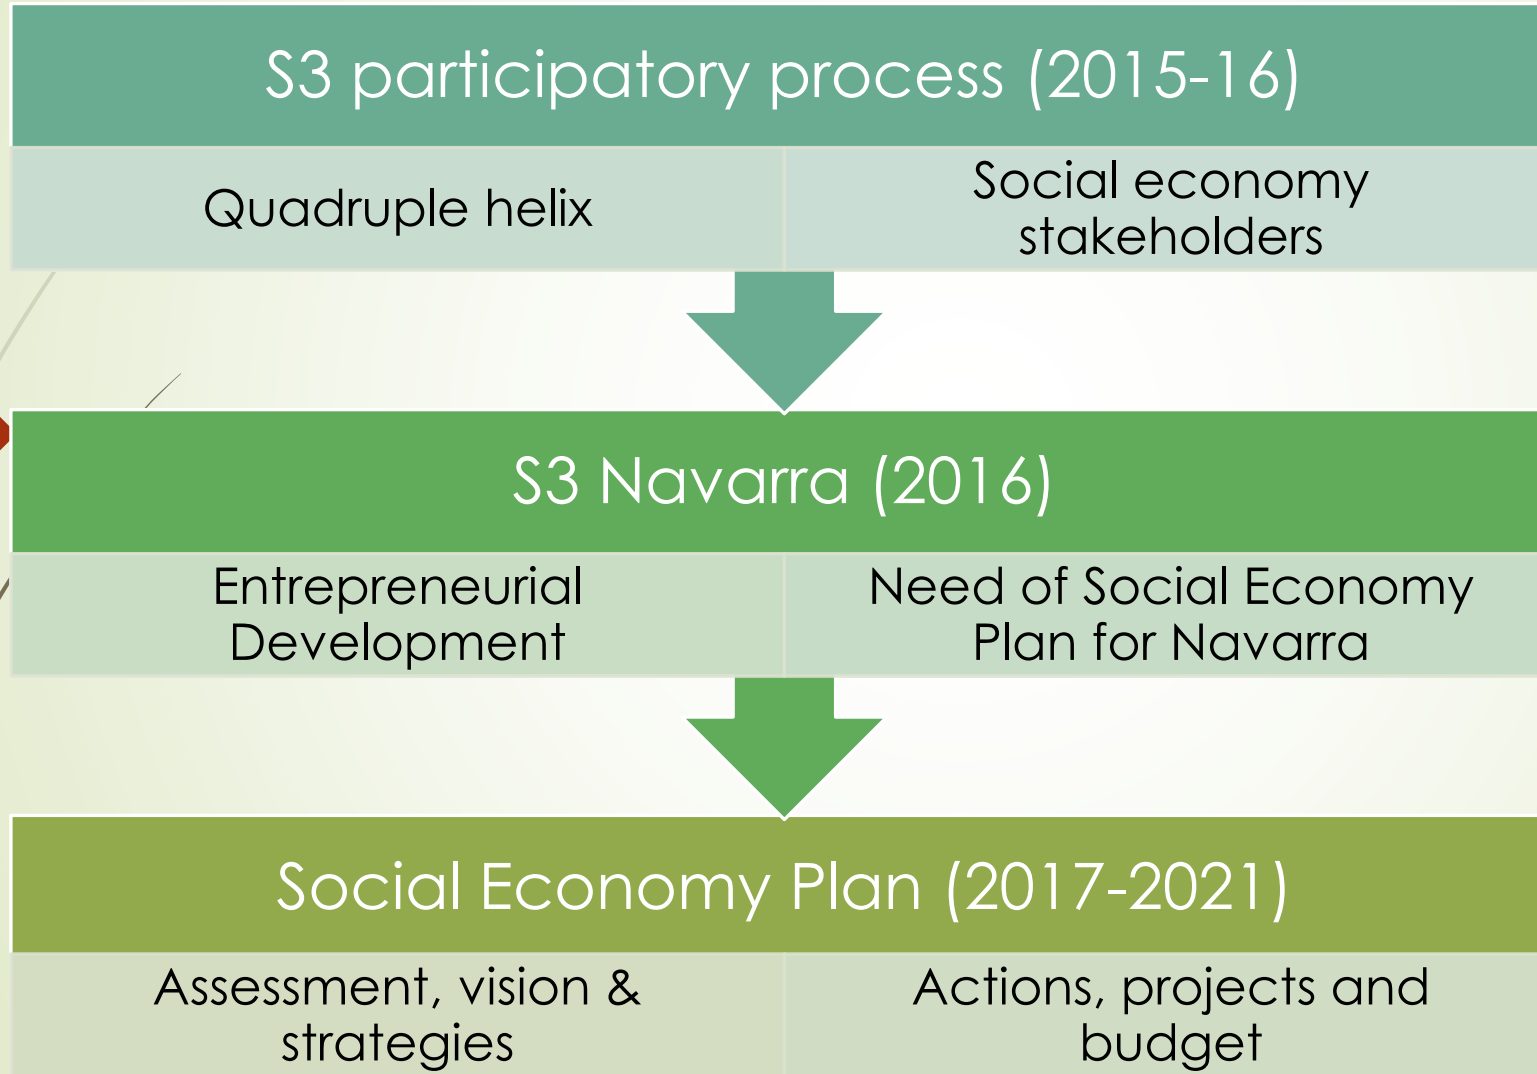 S3 participatory process (2015-16)
Quadruple helix
Social economy
stakeholders
S3 Navarra (2016)
Entrepreneurial
Development
Need of Social Economy
Plan for Navarra
Social Economy Plan (2017-2021)
Assessment, vision &
strategies
Actions, projects and
budget